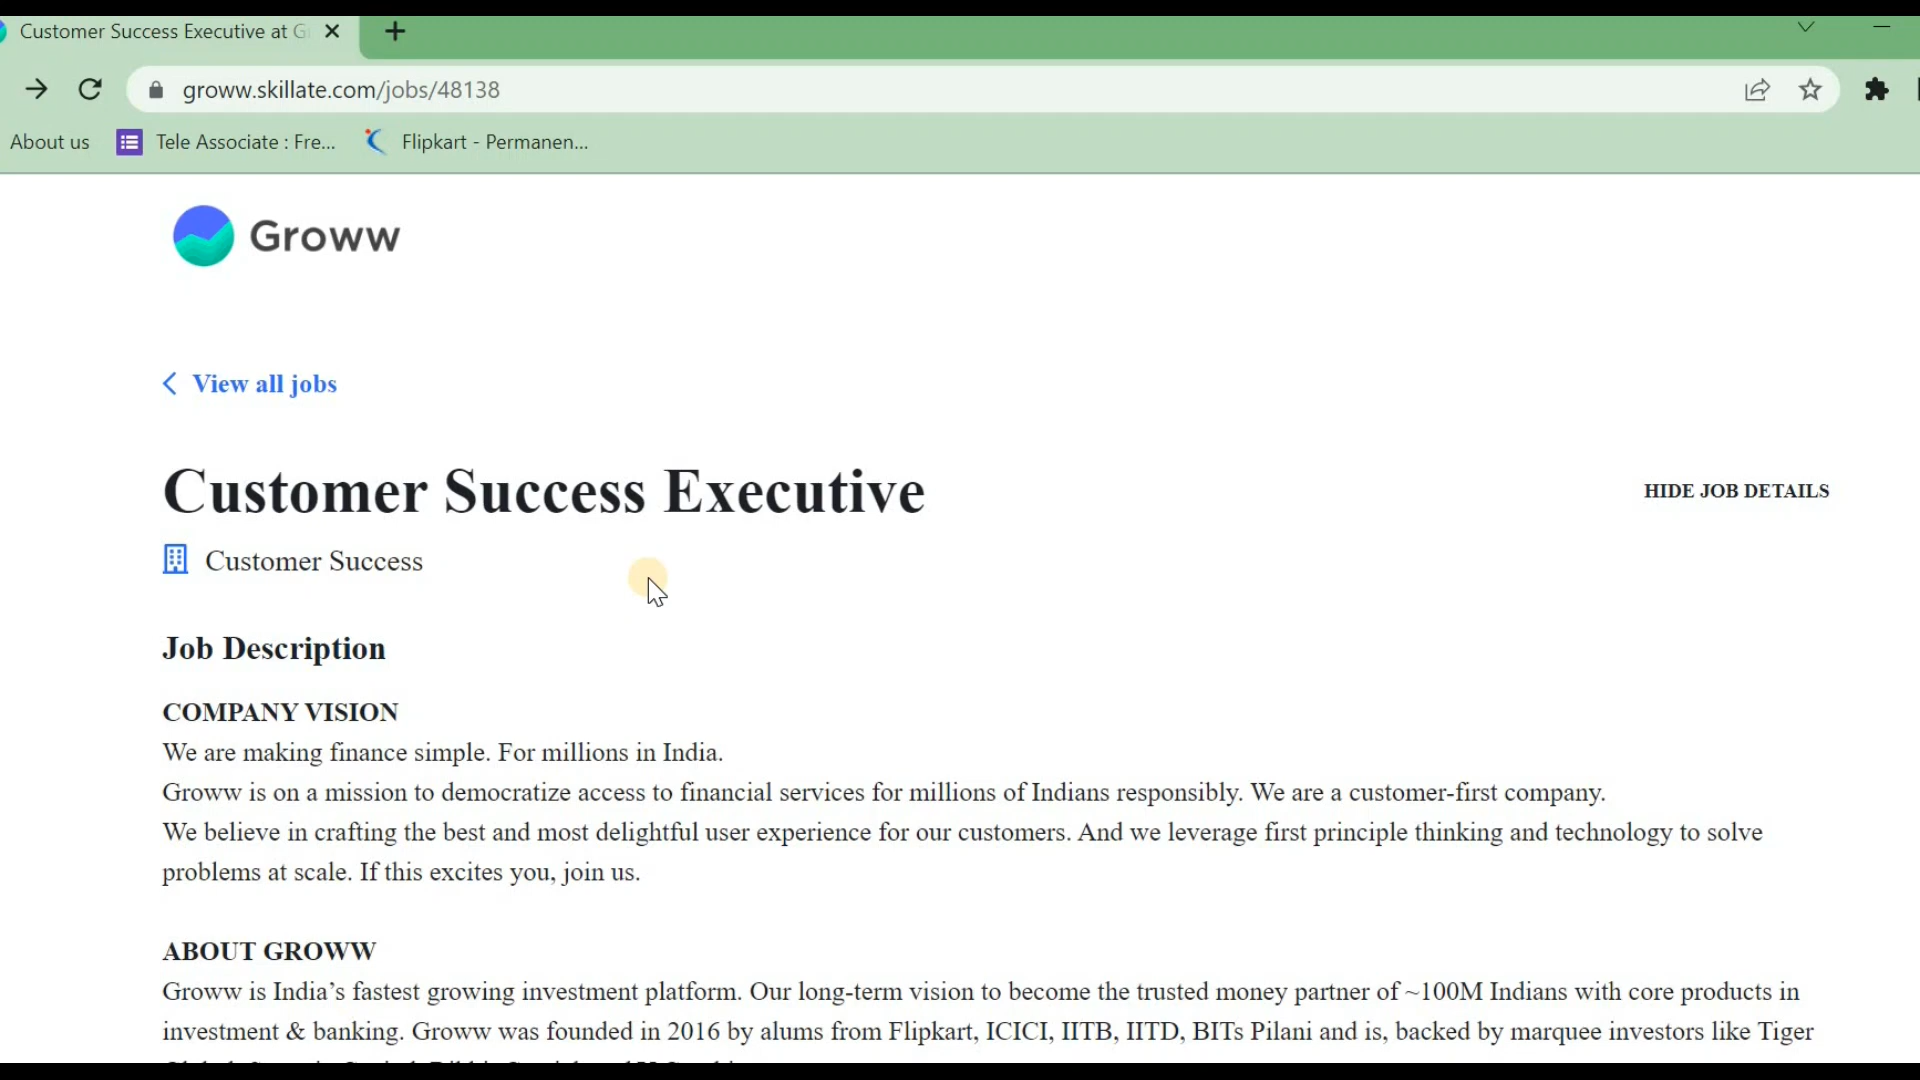 Customer Success Executive at G
groww.skillate.com/jobs/48138
About us
Tele Associate : Fre...
Flipkart - Permanen...
Groww
View all jobs
Customer Success Executive
HIDE JOB DETAILS
Customer Success
Job Description
COMPANY VISION
We are making finance simple. For millions in India.
Groww is on a mission to democratize access to financial services for millions of Indians responsibly. We are a customer-first company.
We believe in crafting the best and most delightful user experience for our customers. And we leverage first principle thinking and technology to solve
problems at scale. If this excites you, join us.
ABOUT GROWW
Groww is India’s fastest growing investment platform. Our long-term vision to become the trusted money partner of ~100M Indians with core products in
investment & banking. Groww was founded in 2016 by alums from Flipkart, ICICI, IITB, IITD, BITs Pilani and is, backed by marquee investors like Tiger